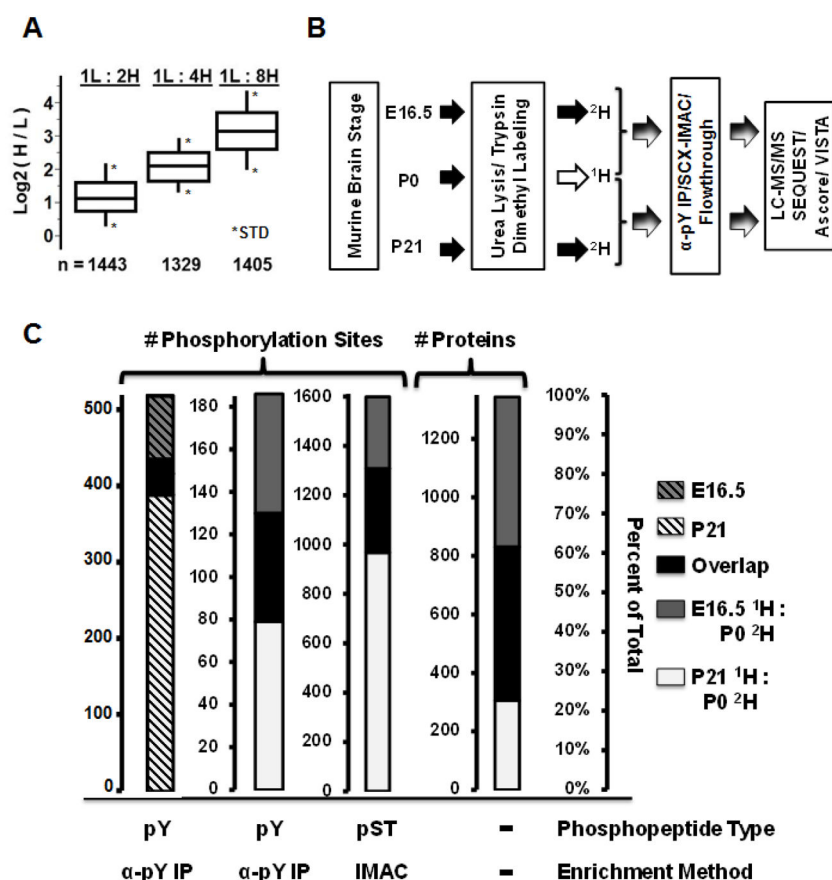 A
1L : 2H 1L : 4H 1L : 8H
Log2 ( H / L )
4
3
2
1
0
*
*
*
*
*
*
*STD
n = 1443 1329 1405
B
Murine Brain Stage
E16.5
P0
P21
Urea Lysis/ Trypsin
Dimethyl Labeling
²H
¹H
²H
α-pY IP/SCX-IMAC/
Flowthrough
LC-MS/MS
SEQUEST/
Ascore/ VISTA
C
# Phosphorylation Sites
# Proteins
500
400
300
200
100
0
180
160
140
120
100
80
60
40
20
0
1600
1400
1200
1000
800
600
400
200
0
1200
1000
800
600
400
200
0
100%
90%
80%
70%
60%
50%
40%
30%
20%
10%
0%
Percent of Total
E16.5
P21
Overlap
E16.5 ¹H :
P0 ²H
P21 ¹H :
P0 ²H
pY pY pST - Phosphopeptide Type
α-pY IP α-pY IP IMAC - Enrichment Method